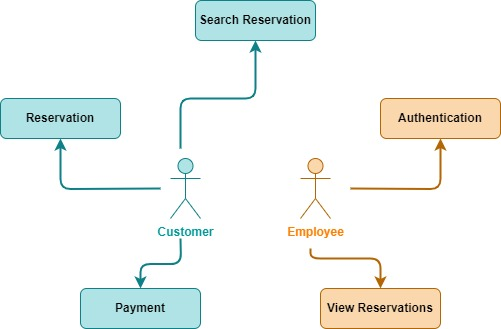 Search Reservation
Reservation
Authentication
Customer
Employee
Payment
View Reservations